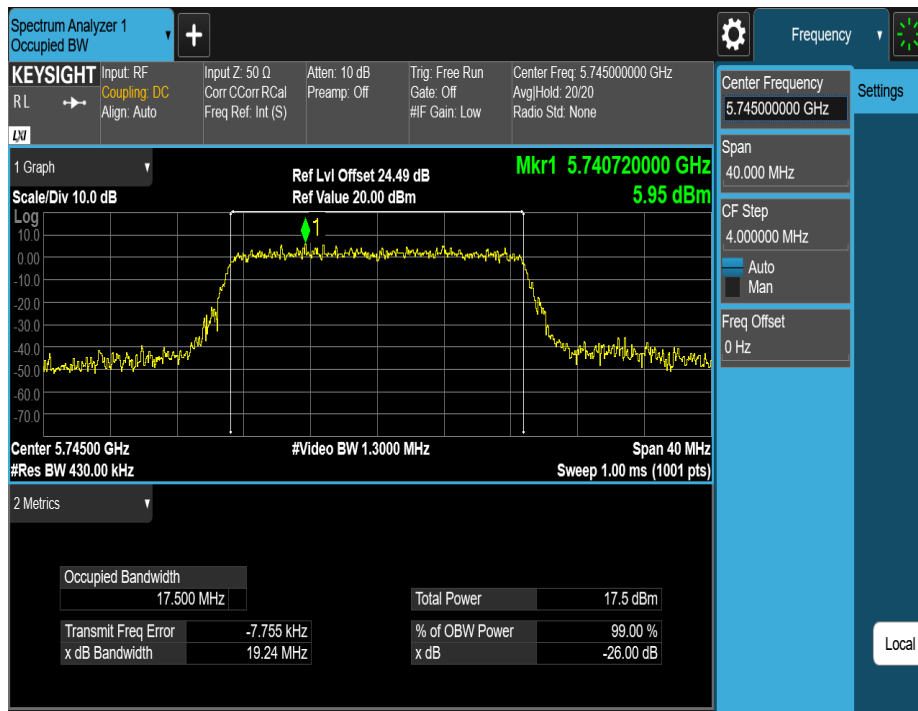 Spectrum Analyzer 1
Occupied BW
+
Frequency
KEYSIGHT
RL
LXI
Input: RF
Coupling: DC
Align: Auto
Input Z: 50 Ω
Corr CCorr RCal
Freq Ref: Int (S)
Atten: 10 dB
Preamp: Off
Trig: Free Run
Gate: Off
#IF Gain: Low
Center Freq: 5.745000000 GHz
Avg|Hold: 20/20
Radio Std: None
Center Frequency
5.745000000 GHz
Settings
Span
40.000 MHz
CF Step
4.000000 MHz
Auto
Man
Freq Offset
0 Hz
Local
1 Graph
Scale/Div 10.0 dB
Ref Lvl Offset 24.49 dB
Ref Value 20.00 dBm
Mkr1 5.740720000 GHz
5.95 dBm
Log
10.0
0.00
-10.0
-20.0
-30.0
-40.0
-50.0
-60.0
-70.0
1
Center 5.74500 GHz
#Res BW 430.00 kHz
#Video BW 1.3000 MHz
Span 40 MHz
Sweep 1.00 ms (1001 pts)
2 Metrics
Occupied Bandwidth
17.500 MHz
Transmit Freq Error -7.755 kHz
x dB Bandwidth 19.24 MHz
Total Power 17.5 dBm
% of OBW Power 99.00 %
x dB -26.00 dB